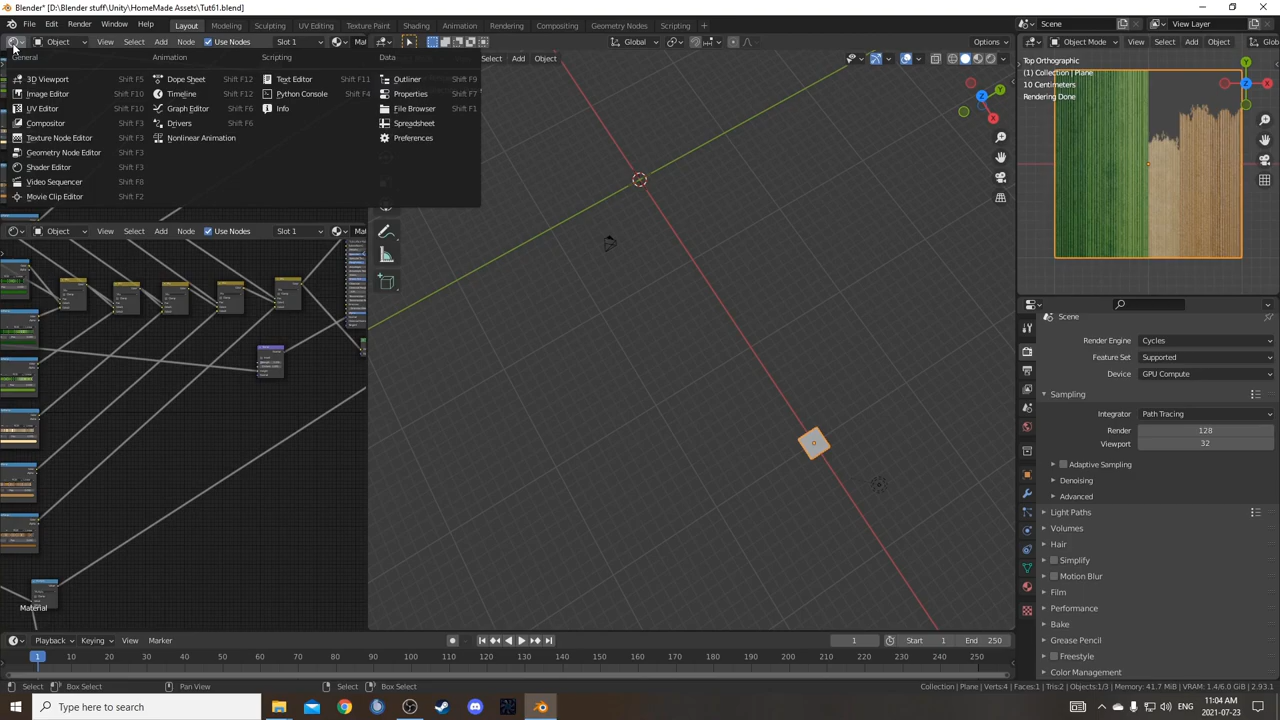 Blender* [D:\Blender stuff\Unity\HomeMade Assets\Tut61.blend]
File Edit Render Window Help Layout Modeling Sculpting UV Editing Texture Paint Shading Animation Rendering Compositing Geometry Nodes Scripting + Scene View Layer
Object View Select Add Node Use Nodes Slot 1 Mat Global Options Object Mode View Select Add Object Glob
General Animation Scripting Data Select Add Object
3D Viewport Shift F5 Dope Sheet Shift F12 Text Editor Shift F11 Outliner Shift F9
Image Editor Shift F10 Timeline Shift F12 Python Console Shift F4 Properties Shift F7
UV Editor Shift F10 Graph Editor Shift F6 Info File Browser Shift F1
Compositor Shift F3 Drivers Shift F6 Spreadsheet
Texture Node Editor Shift F3 Nonlinear Animation Preferences
Geometry Node Editor Shift F3
Shader Editor Shift F3
Video Sequencer Shift F8
Movie Clip Editor Shift F2
Top Orthographic
(1) Collection | Plane
10 Centimeters
Rendering Done
X Y Z
Object View Select Add Node Use Nodes Slot 1 Mat
Material
Scene
Render Engine Cycles
Feature Set Supported
Device GPU Compute
Sampling
Integrator Path Tracing
Render 128
Viewport 32
Adaptive Sampling
Denoising
Advanced
Light Paths
Volumes
Hair
Simplify
Motion Blur
Film
Performance
Bake
Grease Pencil
Freestyle
Color Management
Playback Keying View Marker 1 Start 1 End 250
1 10 20 30 40 50 60 70 80 90 100 110 120 130 140 150 160 170 180 190 200 210 220 230 240 250
Select Box Select Pan View Select Box Select Collection | Plane | Verts:4 | Faces:1 | Tris:2 | Objects:1/3 | Memory: 41.7 MiB | VRAM: 1.4/6.0 GiB | 2.93.1
Type here to search ENG 11:04 AM
2021-07-23